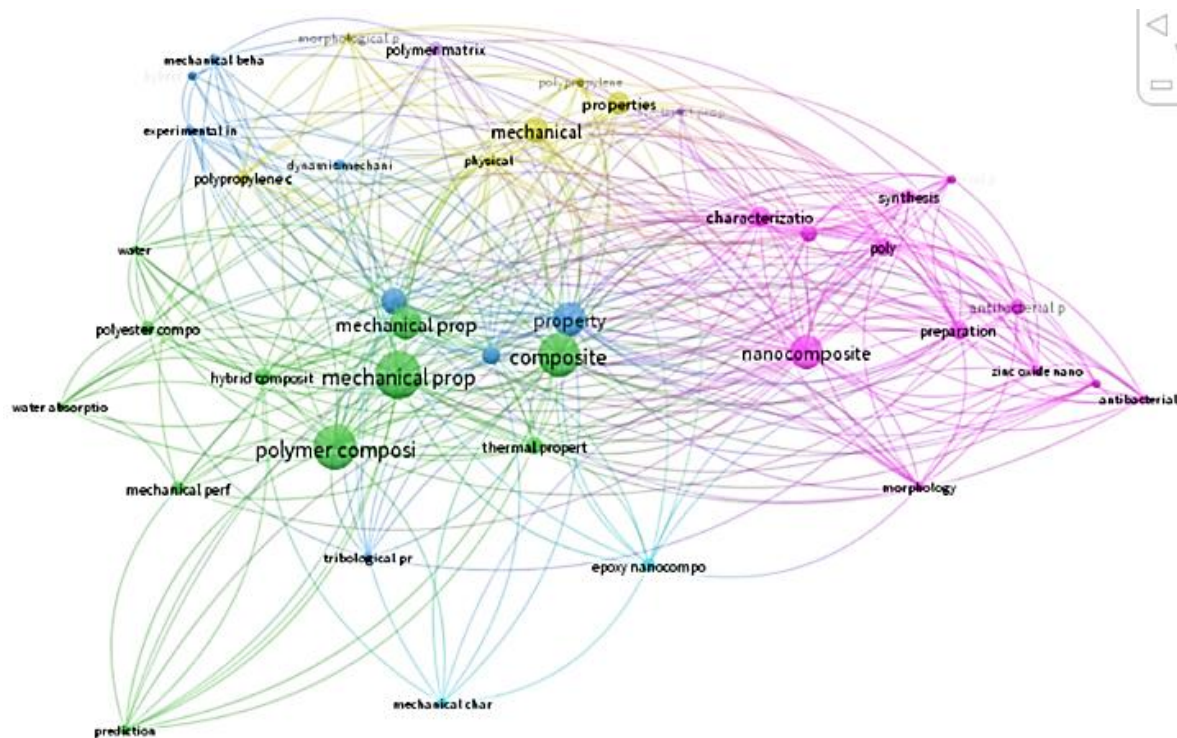 morphological p
polymer matrix
mechanical beha
polypropylene
properties
experimental in
mechanical
dynamic mechani
physical
polypropylene c
synthesis
characterizatio
water
poly
antibacterial p
polyester compo
mechanical prop
property
preparation
composite
nanocomposite
hybrid composit
mechanical prop
zinc oxide nano
water absorptio
antibacterial
polymer composi
thermal propert
mechanical perf
morphology
tribological pr
epoxy nanocompo
mechanical char
prediction